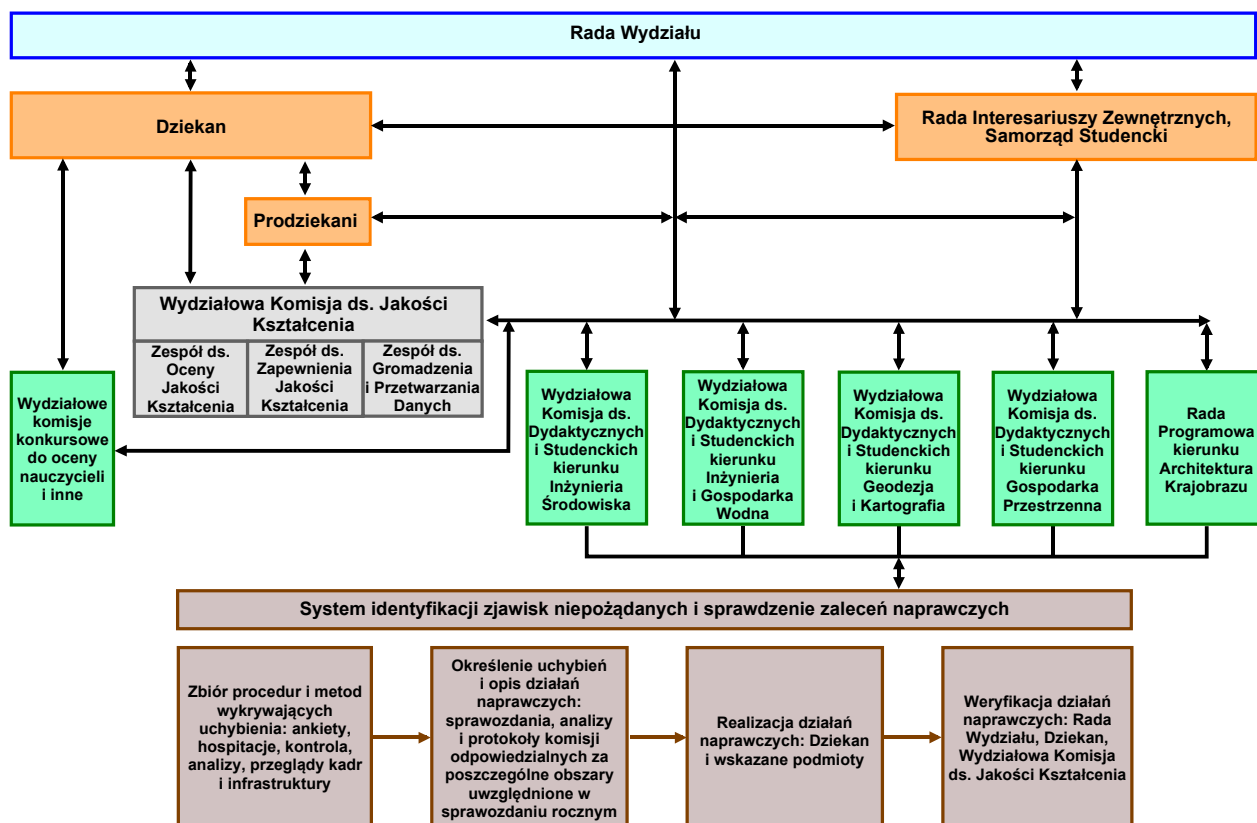 Rada Wydziału
Dziekan
Rada Interesariuszy Zewnętrznych,
Samorząd Studencki
Prodziekani
Wydziałowa Komisja ds. Jakości
Kształcenia
Zespół ds.
Oceny
Jakości
Kształcenia
Zespół ds.
Zapewnienia
Jakości
Kształcenia
Zespół ds.
Gromadzenia
i Przetwarzania
Danych
Wydziałowe
komisje
konkursowe
do oceny
nauczycieli
i inne
Wydziałowa
Komisja ds.
Dydaktycznych
i Studenckich
kierunku
Inżynieria
Środowiska
Wydziałowa
Komisja ds.
Dydaktycznych
i Studenckich
kierunku
Inżynieria
i Gospodarka
Wodna
Wydziałowa
Komisja ds.
Dydaktycznych
i Studenckich
kierunku
Geodezja
i Kartografia
Wydziałowa
Komisja ds.
Dydaktycznych
i Studenckich
kierunku
Gospodarka
Przestrzenna
Rada
Programowa
kierunku
Architektura
Krajobrazu
System identyfikacji zjawisk niepożądanych i sprawdzenie zaleceń naprawczych
Zbiór procedur i metod
wykrywających
uchybienia: ankiety,
hospitacje, kontrola,
analizy, przeglądy kadr
i infrastruktury
Określenie uchybień
i opis działań
naprawczych:
sprawozdania, analizy
i protokoły komisji
odpowiedzialnych za
poszczególne obszary
uwzględnione w
sprawozdaniu rocznym
Realizacja działań
naprawczych: Dziekan
i wskazane podmioty
Weryfikacja działań
naprawczych: Rada
Wydziału, Dziekan,
Wydziałowa Komisja
ds. Jakości Kształcenia